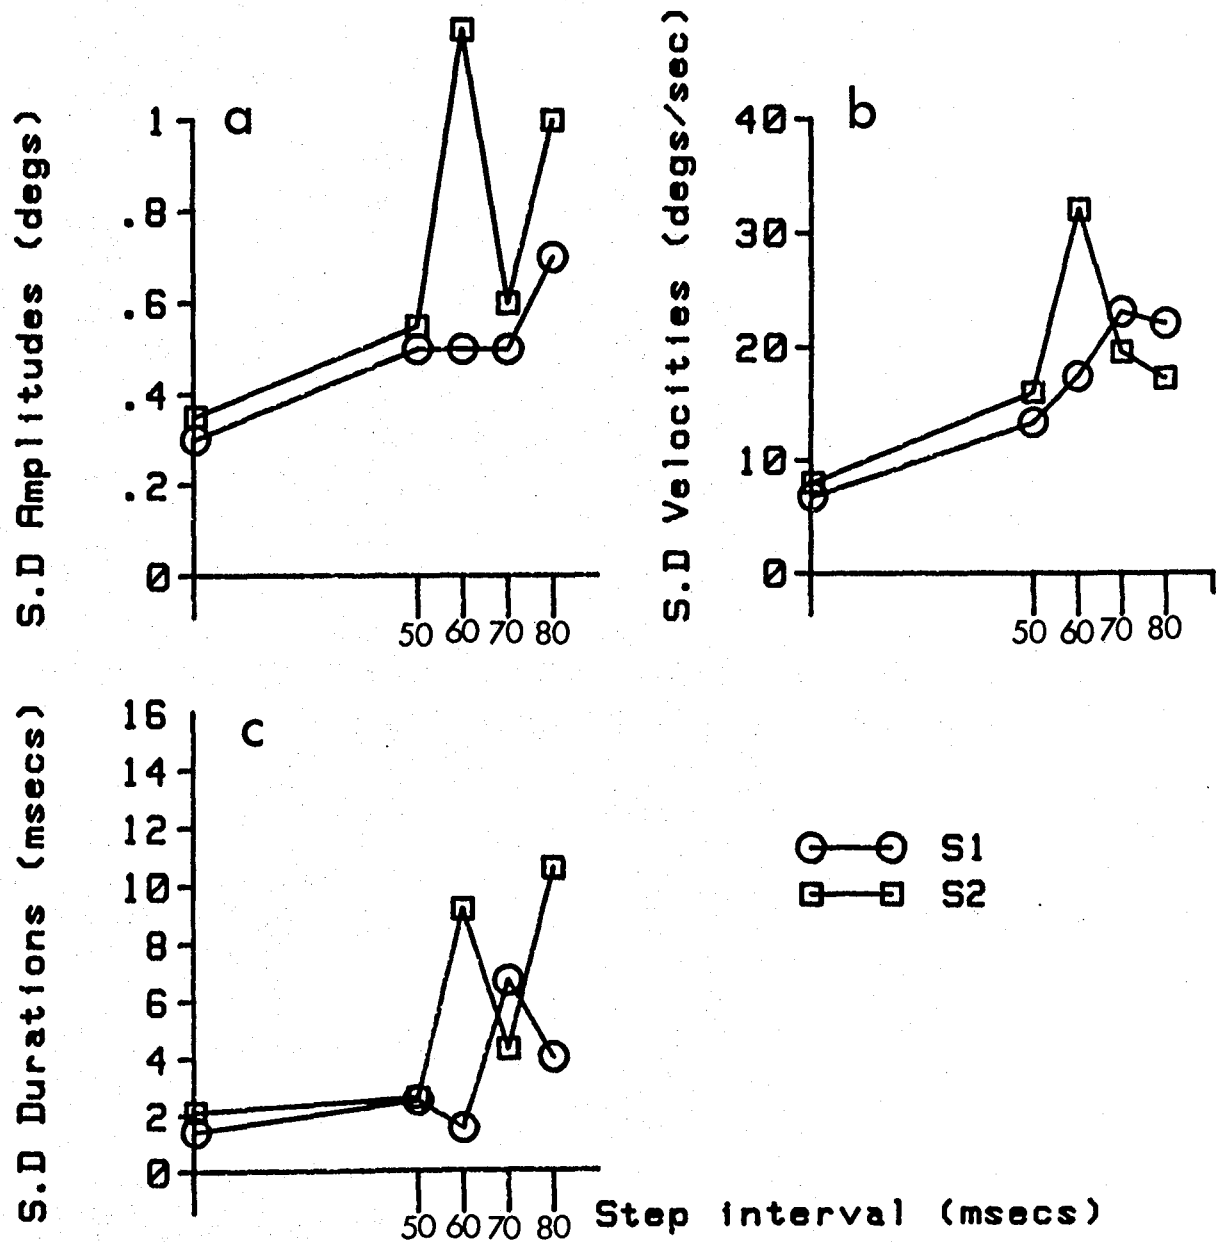 S.D Amplitudes (degs)
a
1
.8
.6
.4
.2
0
50 60 70 80
S.D Velocities (degs/sec)
b
40
30
20
10
0
50 60 70 80
S.D Durations (msecs)
c
16
14
12
10
8
6
4
2
0
50 60 70 80
Step interval (msecs)
S1
S2